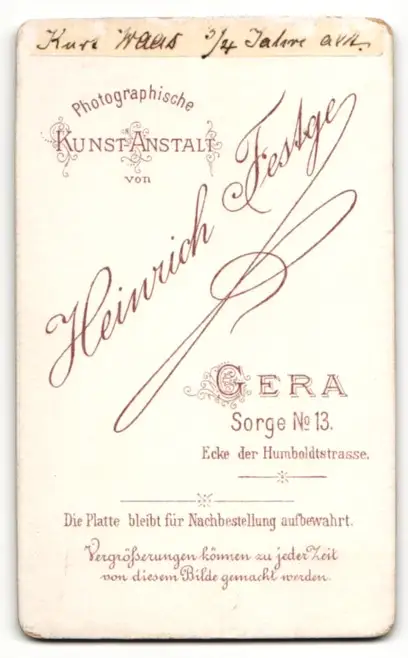 Kurt Waas 3/4 Jahre alt.
Photographische
KUNST-ANSTALT
von
Heinrich Festge
GERA
Sorge No 13.
Ecke der Humboldtstrasse.
Die Platte bleibt für Nachbestellung aufbewahrt.
Vergrößerungen können zu jeder Zeit
von diesem Bilde gemacht werden.